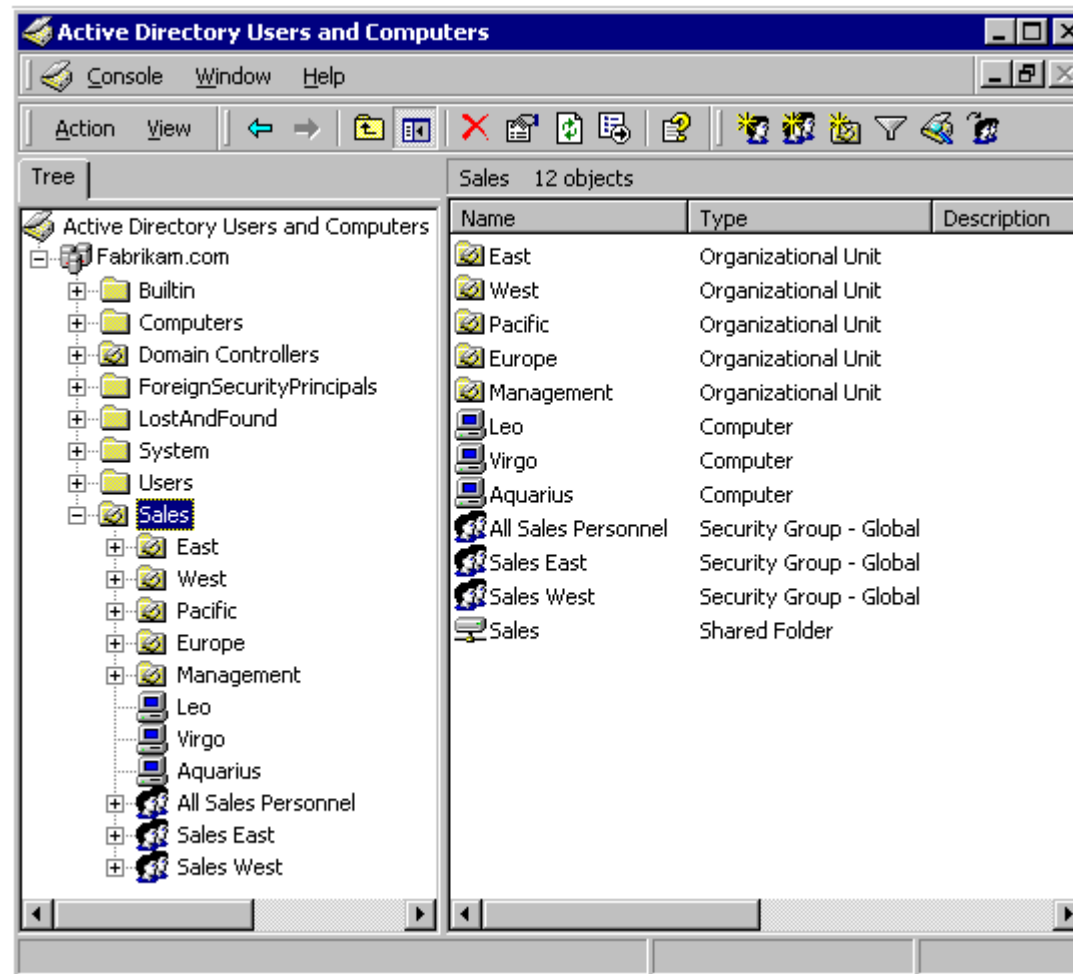 Active Directory Users and Computers
Console Window Help
Action View
Tree
Sales 12 objects
Active Directory Users and Computers
Fabrikam.com
Builtin
Computers
Domain Controllers
ForeignSecurityPrincipals
LostAndFound
System
Users
Sales
East
West
Pacific
Europe
Management
Leo
Virgo
Aquarius
All Sales Personnel
Sales East
Sales West
Name Type Description
East Organizational Unit
West Organizational Unit
Pacific Organizational Unit
Europe Organizational Unit
Management Organizational Unit
Leo Computer
Virgo Computer
Aquarius Computer
All Sales Personnel Security Group - Global
Sales East Security Group - Global
Sales West Security Group - Global
Sales Shared Folder